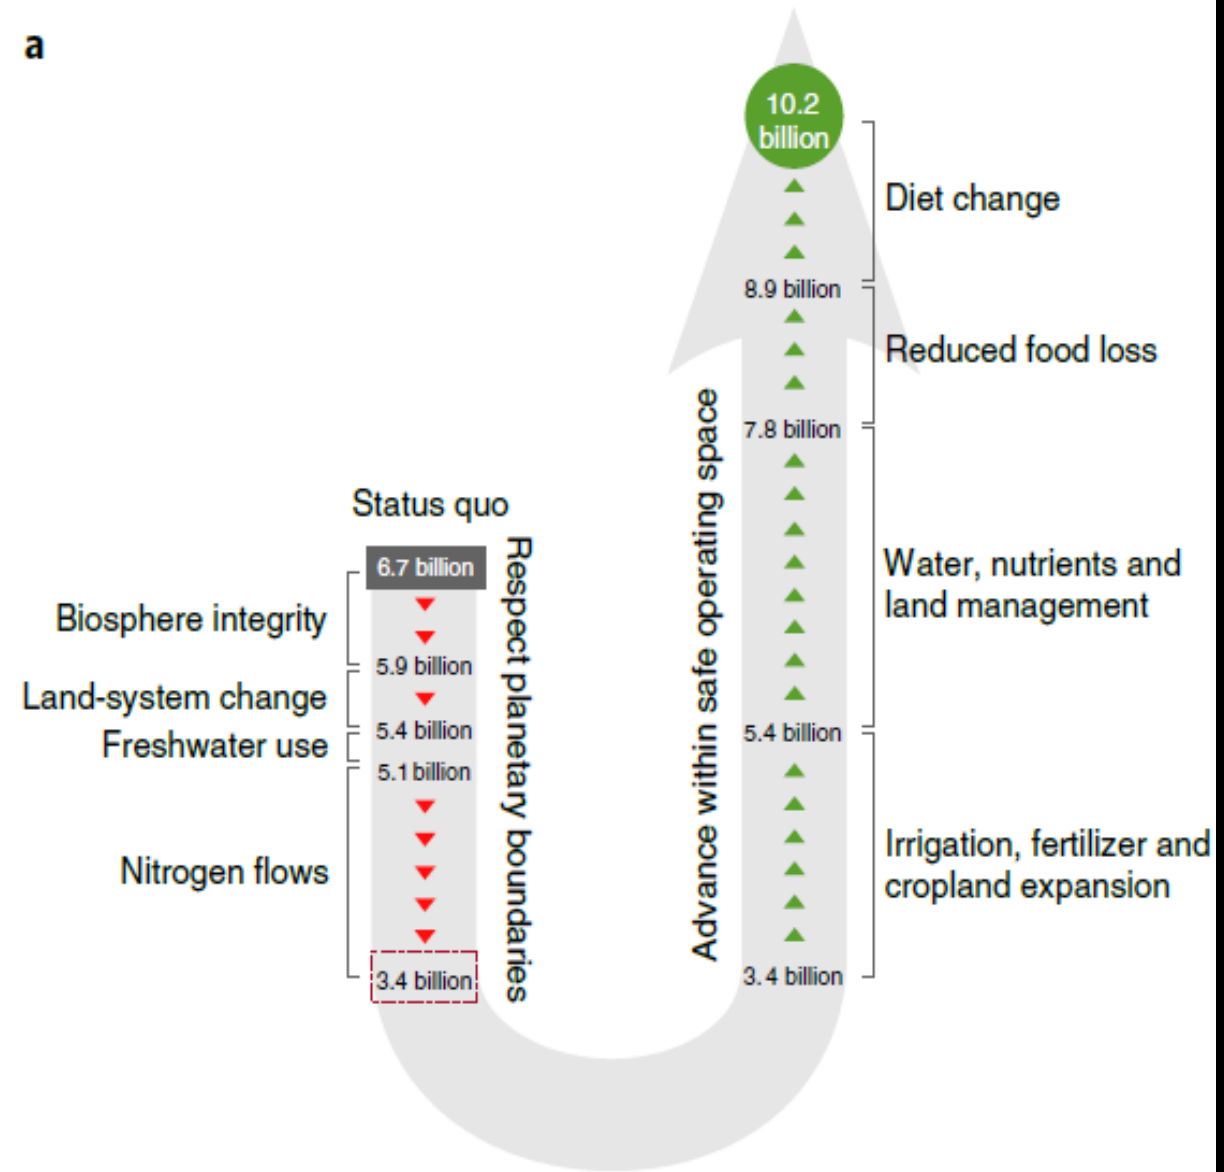 a
Status quo
6.7 billion
Biosphere integrity
5.9 billion
Land-system change
5.4 billion
Freshwater use
5.1 billion
Nitrogen flows
3.4 billion
Respect planetary boundaries
Advance within safe operating space
10.2
billion
Diet change
8.9 billion
Reduced food loss
7.8 billion
Water, nutrients and
land management
5.4 billion
Irrigation, fertilizer and
cropland expansion
3.4 billion